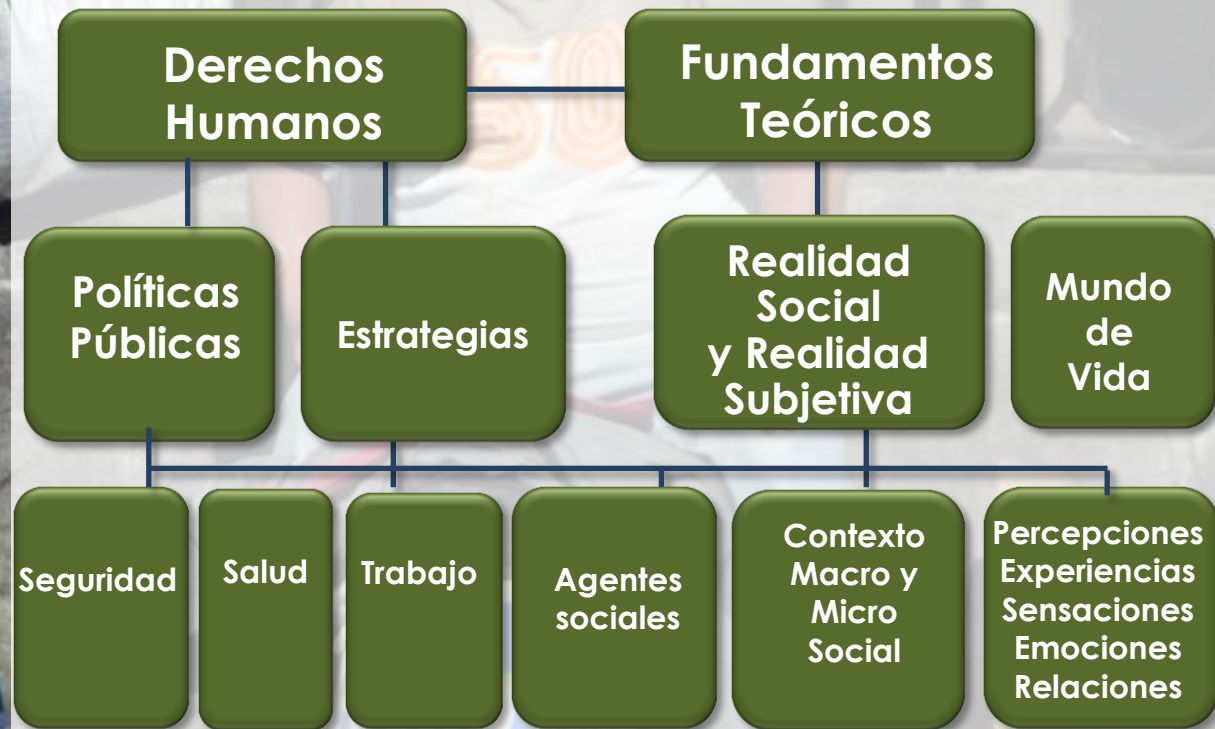 Derechos
Humanos
Fundamentos
Teóricos
Políticas
Públicas
Estrategias
Realidad
Social
y Realidad
Subjetiva
Mundo
de
Vida
Seguridad
Salud
Trabajo
Agentes
sociales
Contexto
Macro y
Micro
Social
Percepciones
Experiencias
Sensaciones
Emociones
Relaciones